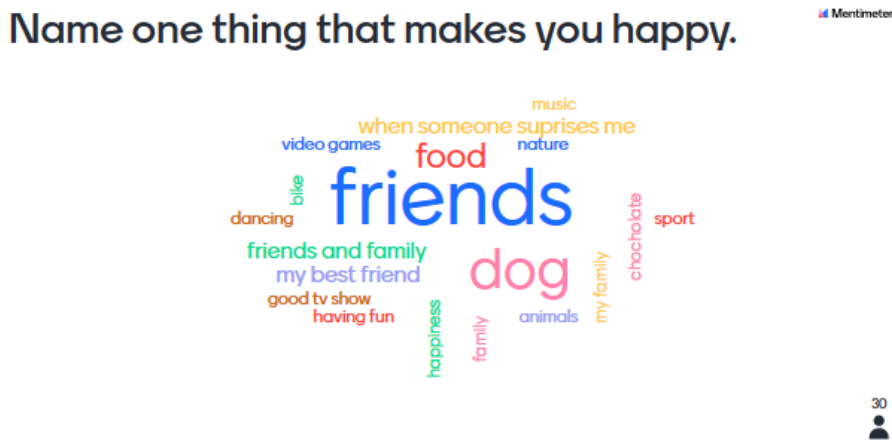 Name one thing that makes you happy.
Mentimeter
music
when someone suprises me
video games
nature
food
bike
friends
chocholate
dancing
sport
friends and family
dog
my family
my best friend
good tv show
having fun
happiness
family
animals
30